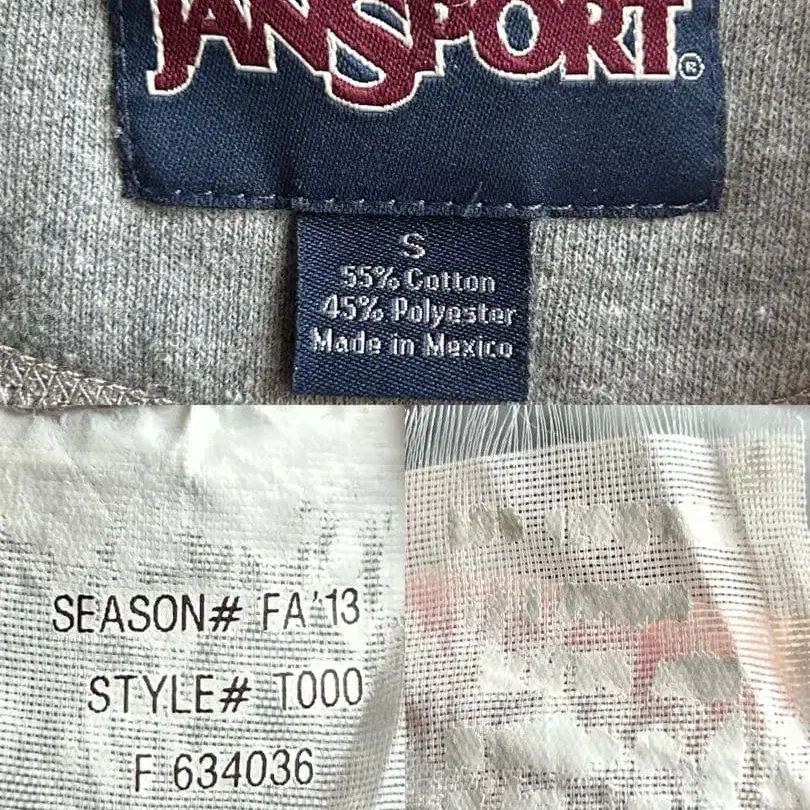 JANSPORT®
S
55% Cotton
45% Polyester
Made in Mexico
SEASON# FA'13
STYLE# T000
F 634036